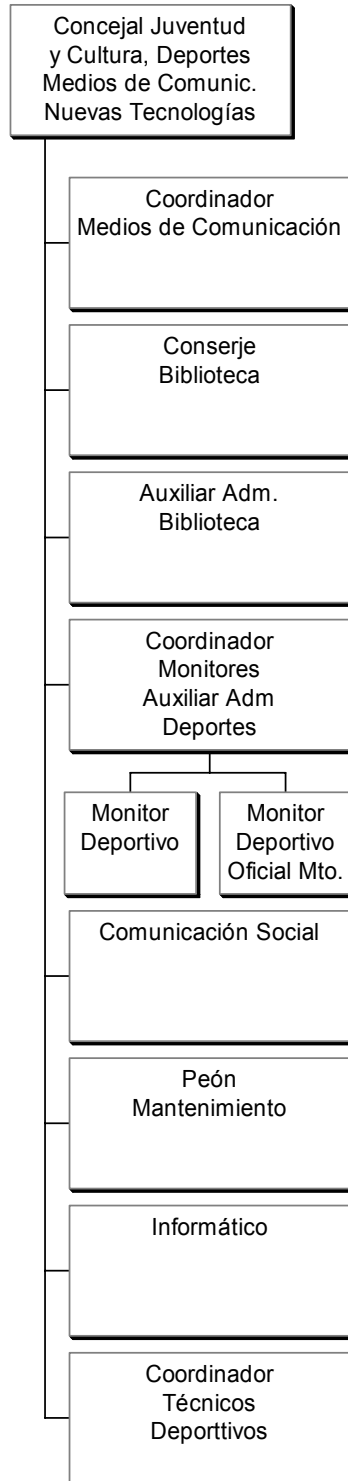 Concejal Juventud
y Cultura, Deportes
Medios de Comunic.
Nuevas Tecnologías
Coordinador
Medios de Comunicación
Conserje
Biblioteca
Auxiliar Adm.
Biblioteca
Coordinador
Monitores
Auxiliar Adm
Deportes
Monitor
Deportivo
Monitor
Deportivo
Oficial Mto.
Comunicación Social
Peón
Mantenimiento
Informático
Coordinador
Técnicos
Deporttivos